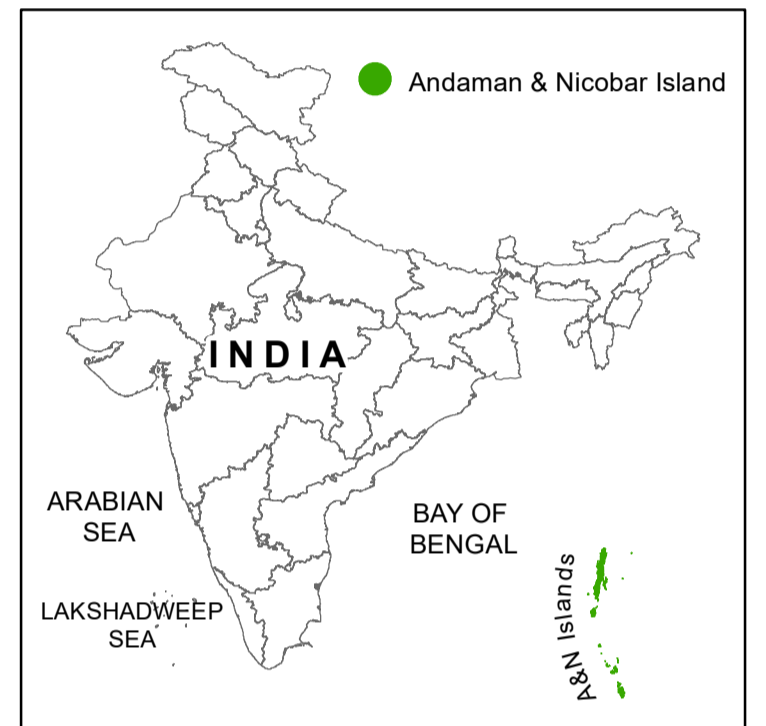 Andaman & Nicobar Island
INDIA
ARABIAN
SEA
BAY OF
BENGAL
LAKSHADWEEP
SEA
A&N Islands